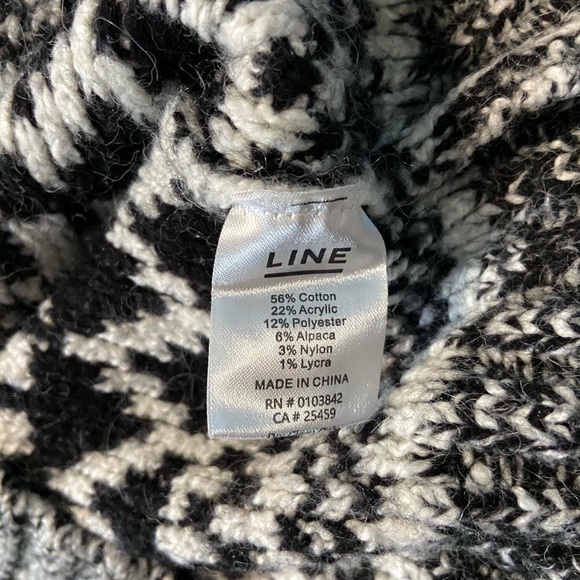 LINE
56% Cotton
22% Acrylic
12% Polyester
6% Alpaca
3% Nylon
1% Lycra
MADE IN CHINA
RN # 0103842
CA # 25459